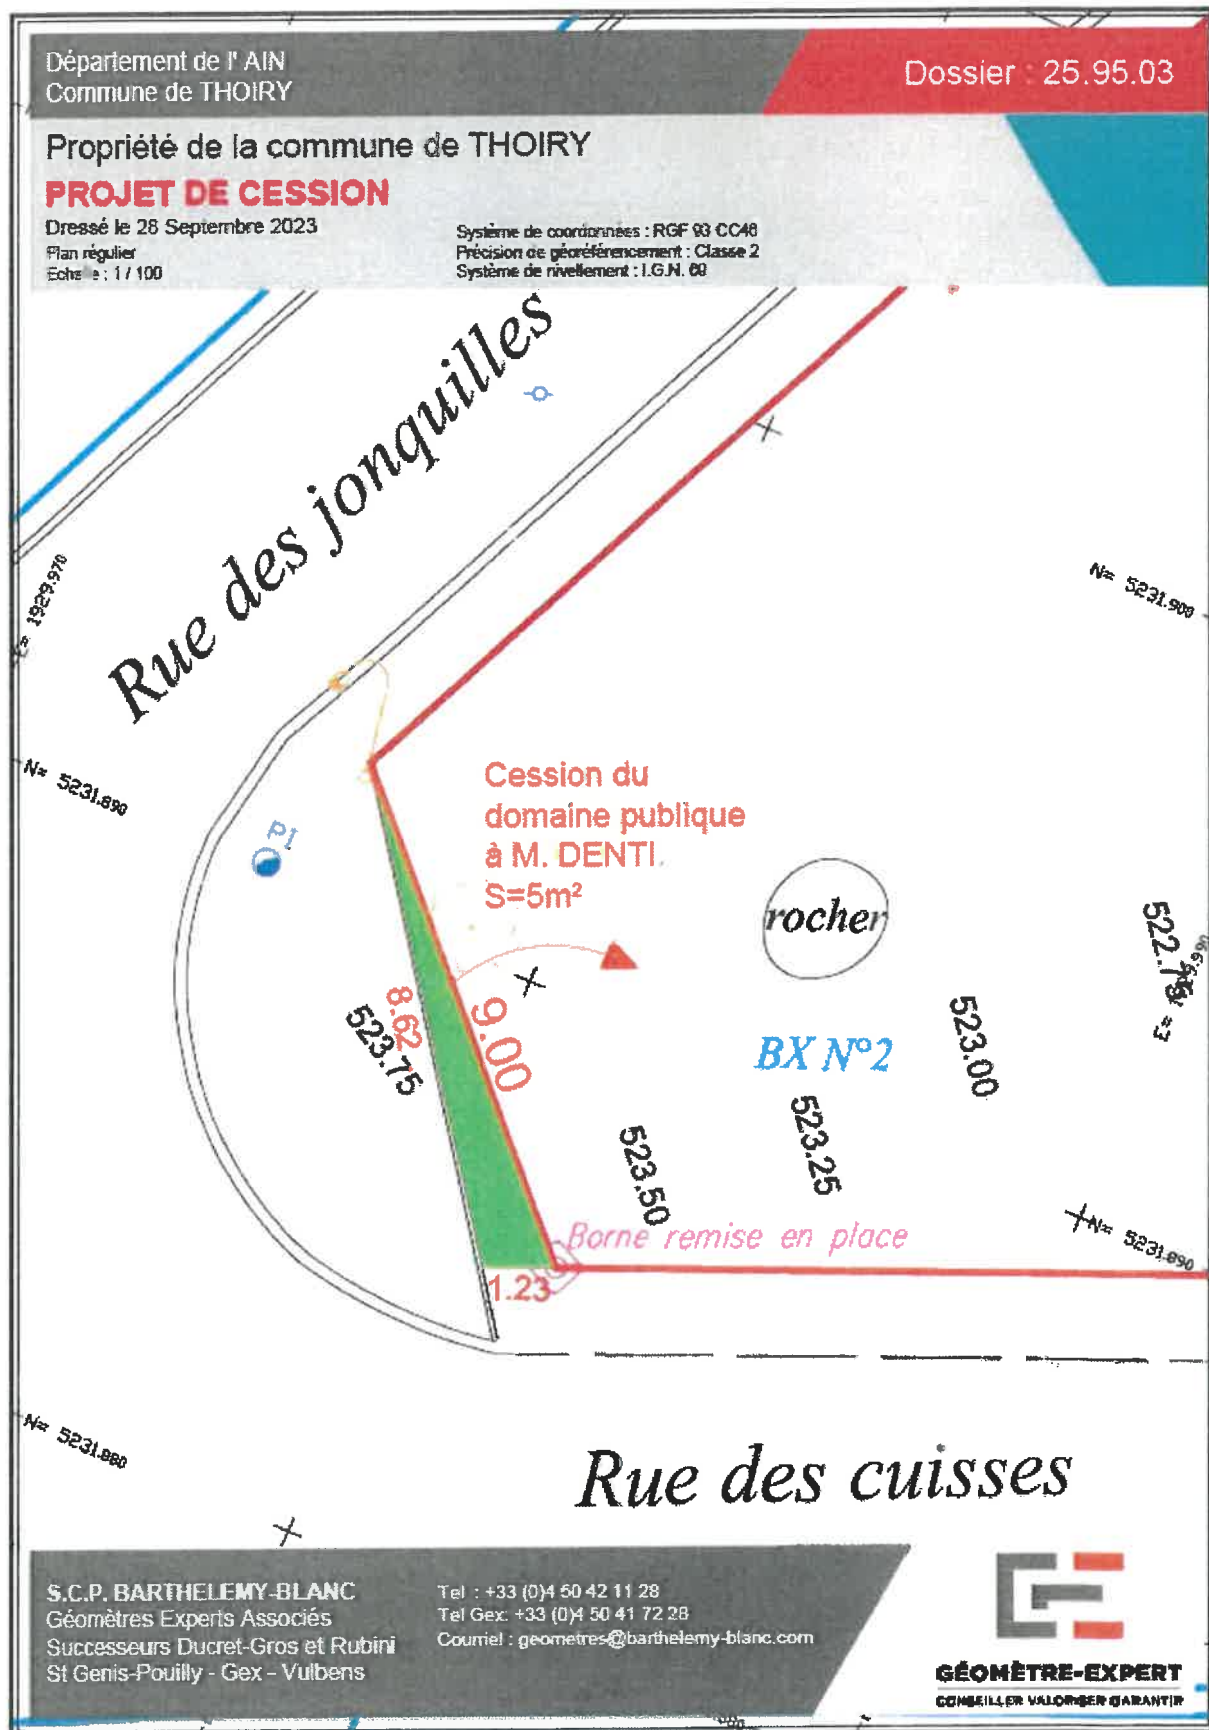 Département de l' AIN
Commune de THOIRY
Dossier : 25.95.03
Propriété de la commune de THOIRY
PROJET DE CESSION
Dressé le 28 Septembre 2023
Plan régulier
Echelle : 1 / 100
Système de coordonnées : RGF 93 CC46
Précision de géoréférencement : Classe 2
Système de nivellement : I.G.N. 69
Rue des jonquilles
E= 1929.970
N= 5231.900
N= 5231.890
P1
Cession du
domaine publique
à M. DENTI.
S=5m²
rocher
522.75
8.62
523.75
9.00
BX N°2
523.00
523.25
523.50
Borne remise en place
N= 5231.890
1.23
N= 5231.880
Rue des cuisses
S.C.P. BARTHELEMY-BLANC
Géomètres Experts Associés
Successeurs Ducret-Gros et Rubini
St Genis-Pouilly - Gex - Vulbens
Tel : +33 (0)4 50 42 11 28
Tel Gex: +33 (0)4 50 41 72 28
Courriel : geometres@barthelemy-blanc.com
GÉOMÈTRE-EXPERT
CONSEILLER VALORISER GARANTIR